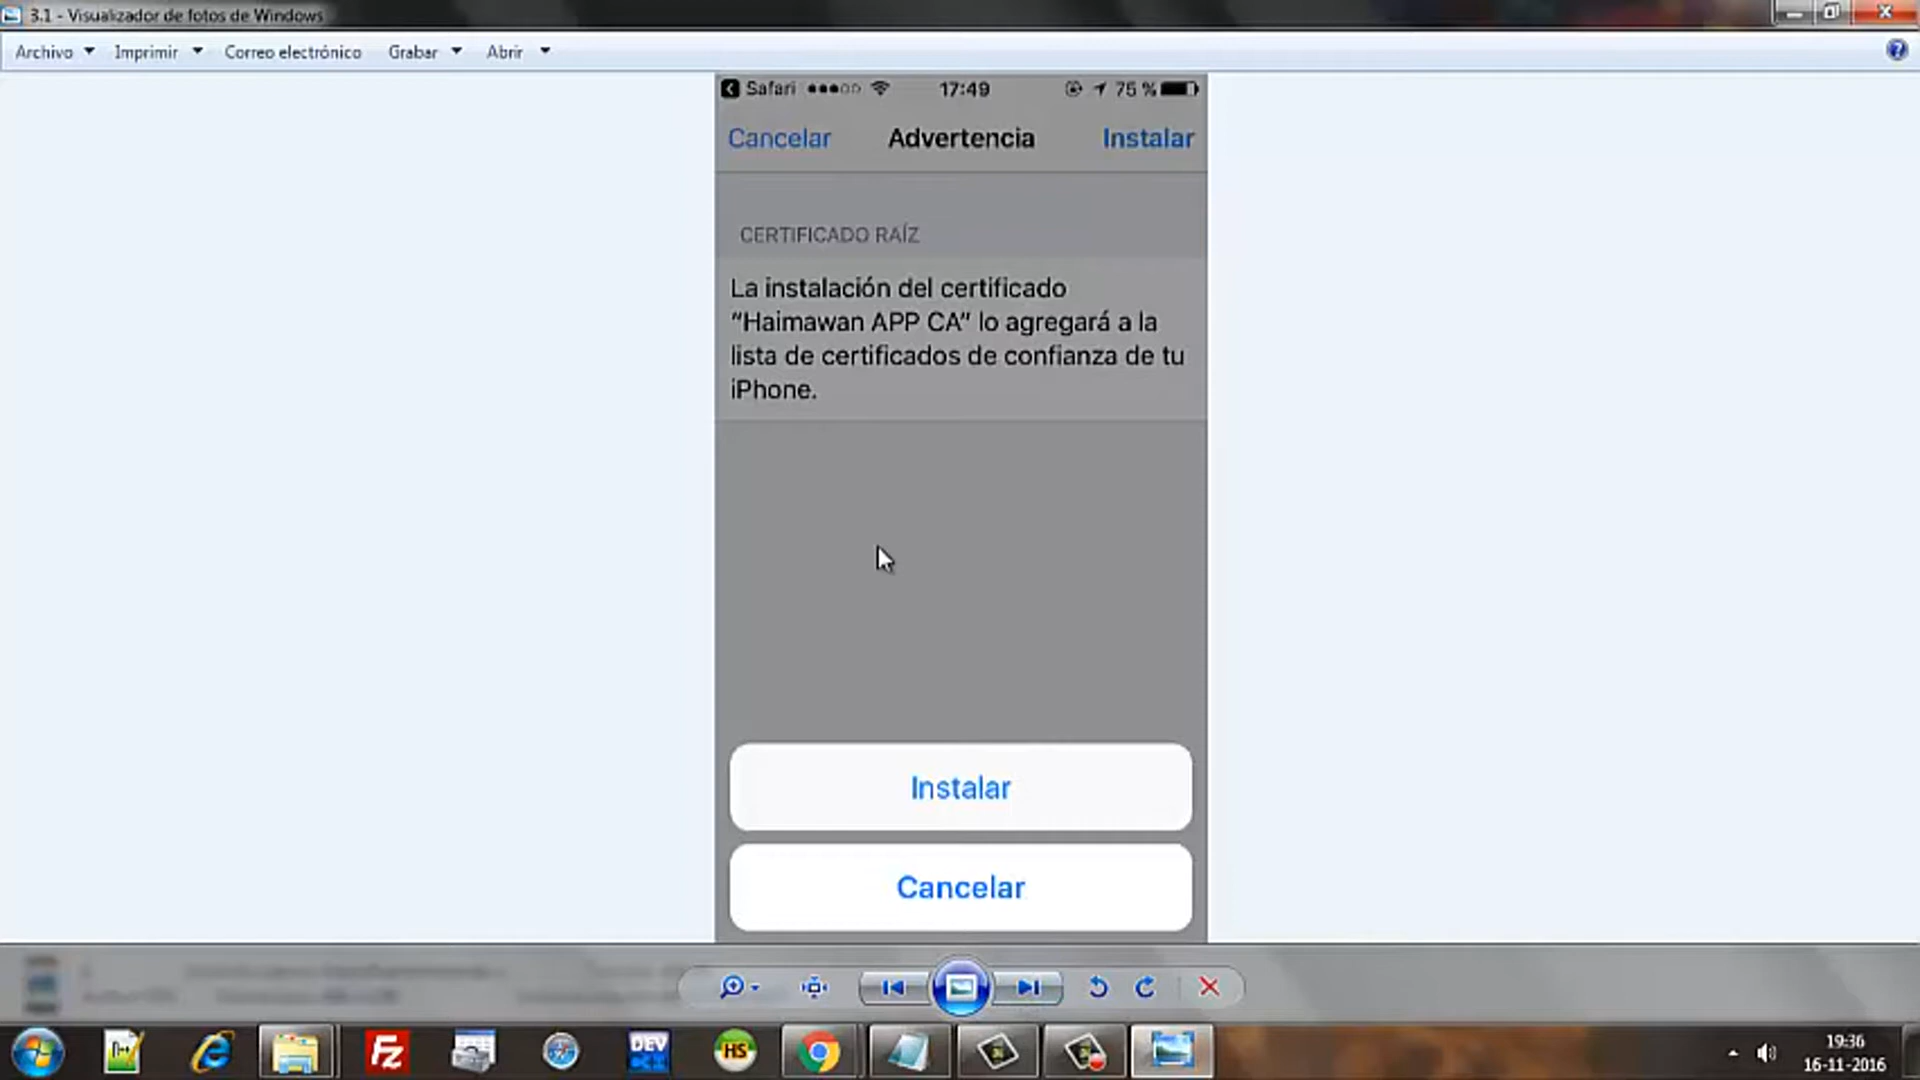 3.1 - Visualizador de fotos de Windows
Archivo Imprimir Correo electrónico Grabar Abrir
Safari 17:49 75 %
Cancelar Advertencia Instalar
CERTIFICADO RAÍZ
La instalación del certificado
“Haimawan APP CA” lo agregará a la
lista de certificados de confianza de tu
iPhone.
Instalar
Cancelar
DEV
HS
19:36
16-11-2016